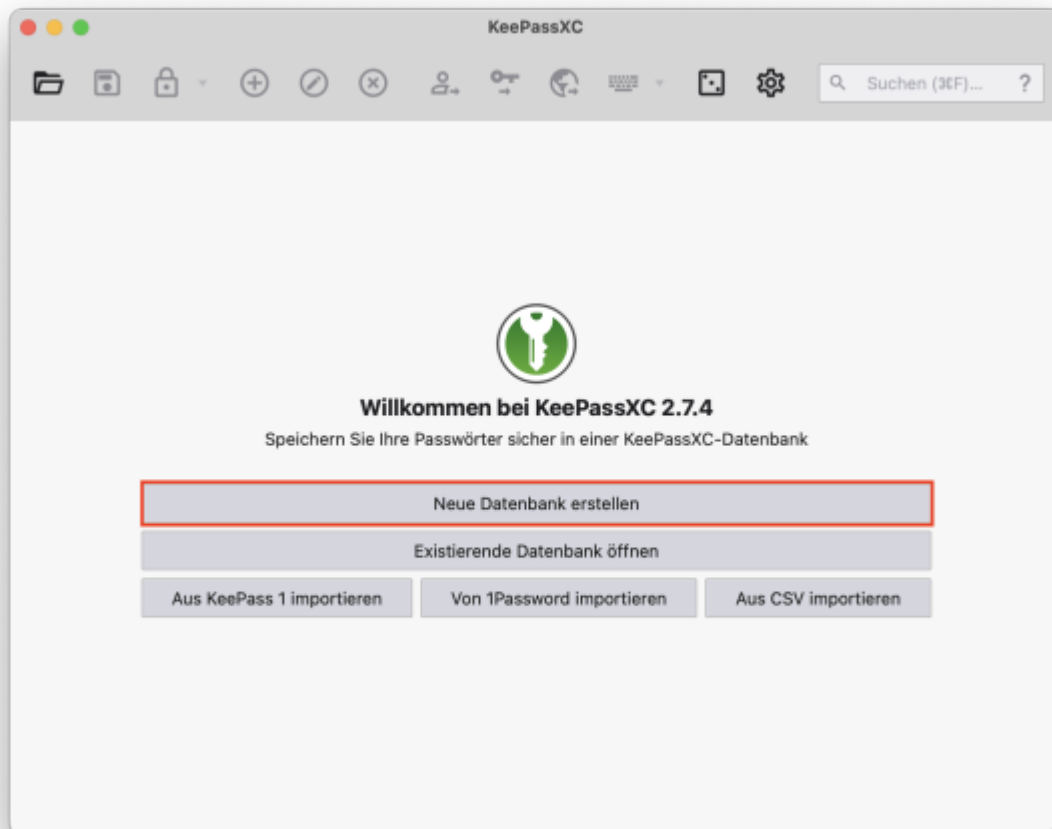 KeePassXC
Suchen (⌘F)... ?
Willkommen bei KeePassXC 2.7.4
Speichern Sie Ihre Passwörter sicher in einer KeePassXC-Datenbank
Neue Datenbank erstellen
Existierende Datenbank öffnen
Aus KeePass 1 importieren Von 1Password importieren Aus CSV importieren